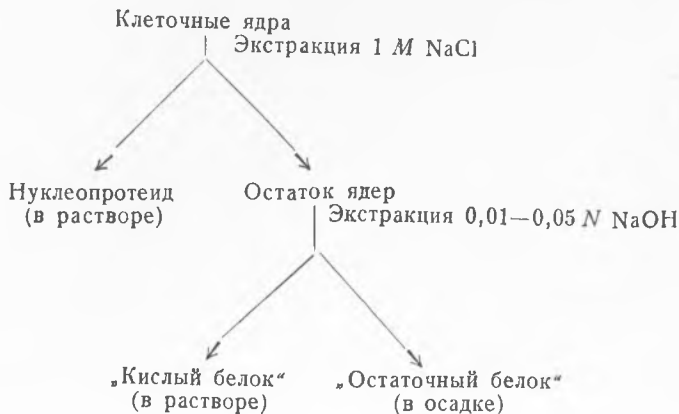 Клеточные ядра
Экстракция 1 M NaCl
Нуклеопротеид
(в растворе)
Остаток ядер
Экстракция 0,01—0,05 N NaOH
„Кислый белок“
(в растворе)
„Остаточный белок“
(в осадке)